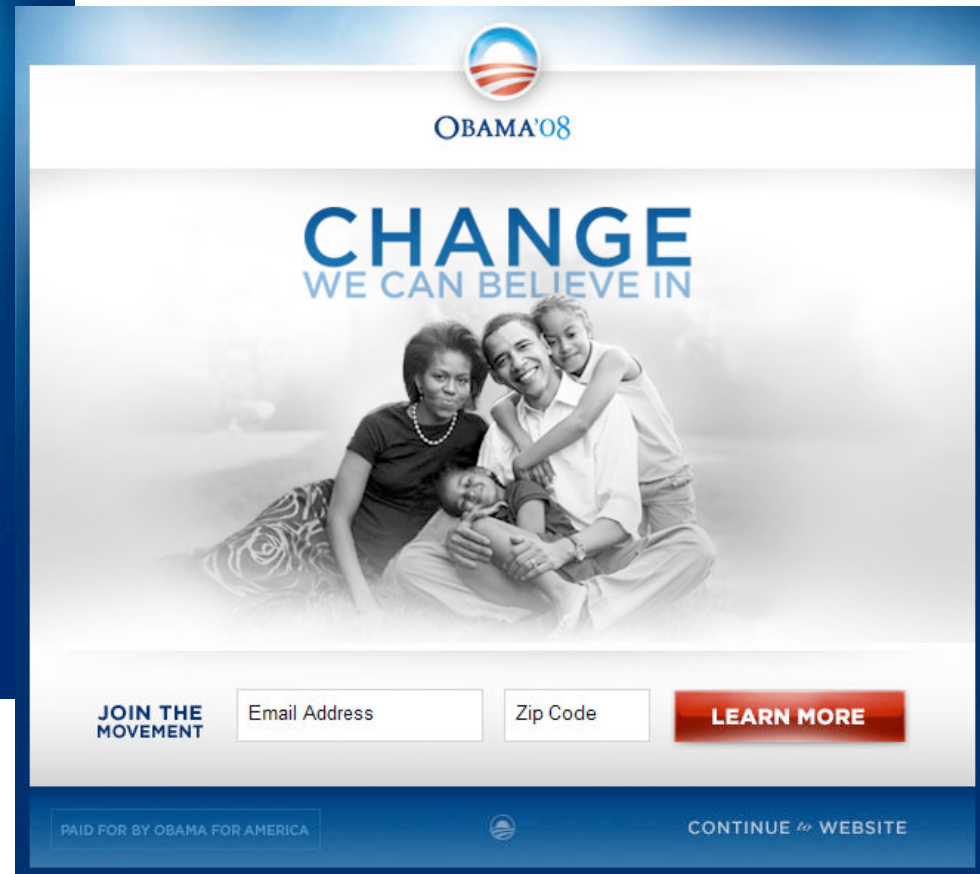 OBAMA'08
CHANGE
WE CAN BELIEVE IN
JOIN THE
MOVEMENT
Email Address
Zip Code
LEARN MORE
PAID FOR BY OBAMA FOR AMERICA
CONTINUE to WEBSITE